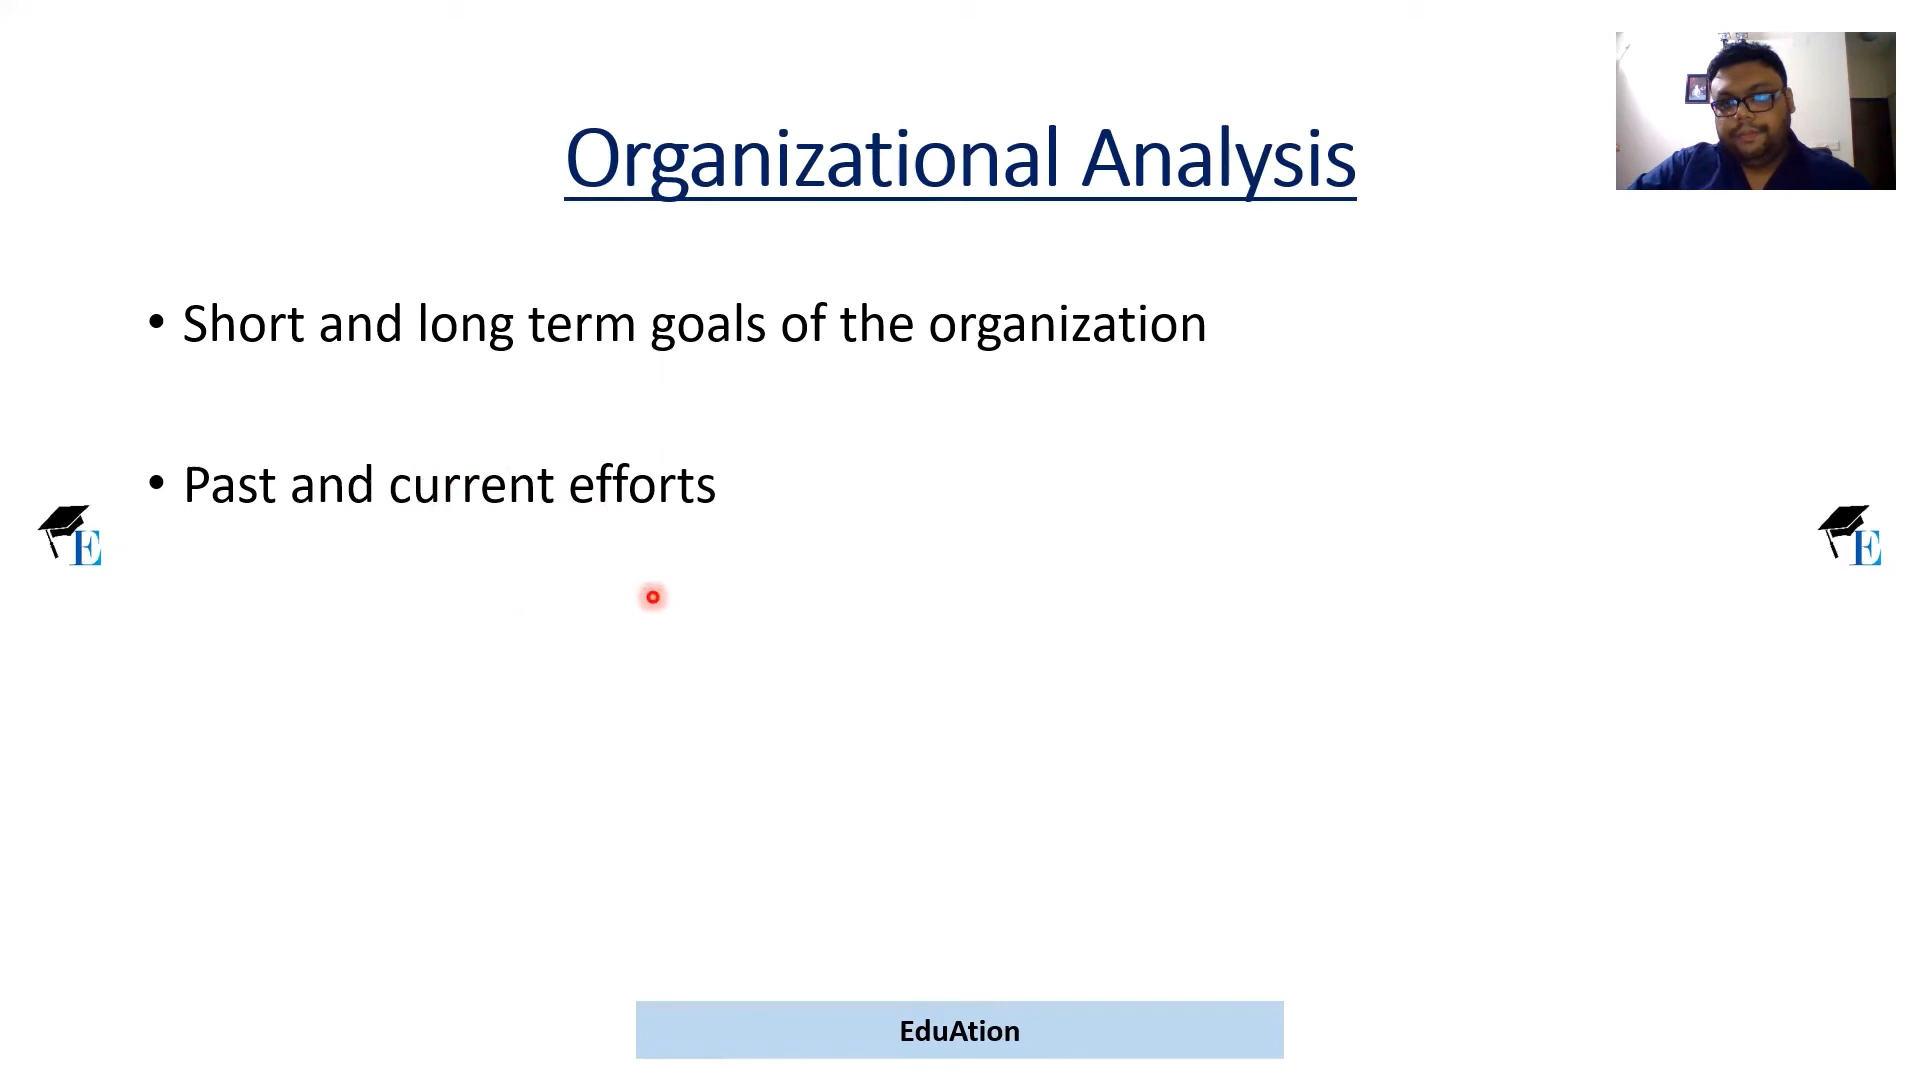 Organizational Analysis
• Short and long term goals of the organization
• Past and current efforts
E
E
EduAtion